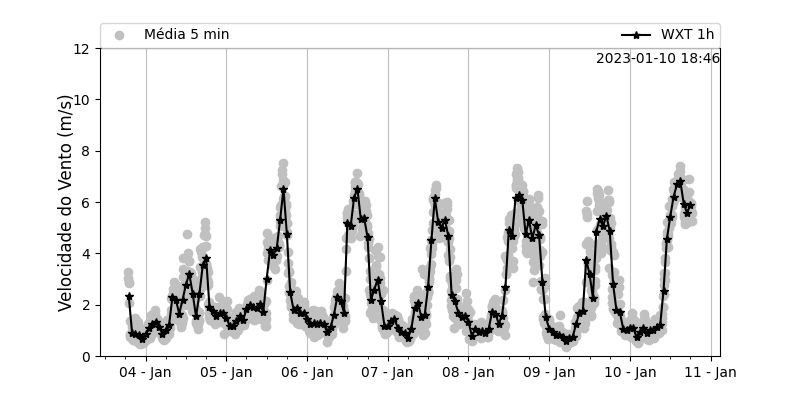 Média 5 min
WXT 1h
2023-01-10 18:46
Velocidade do Vento (m/s)
12
10
8
6
4
2
0
04 - Jan 05 - Jan 06 - Jan 07 - Jan 08 - Jan 09 - Jan 10 - Jan 11 - Jan